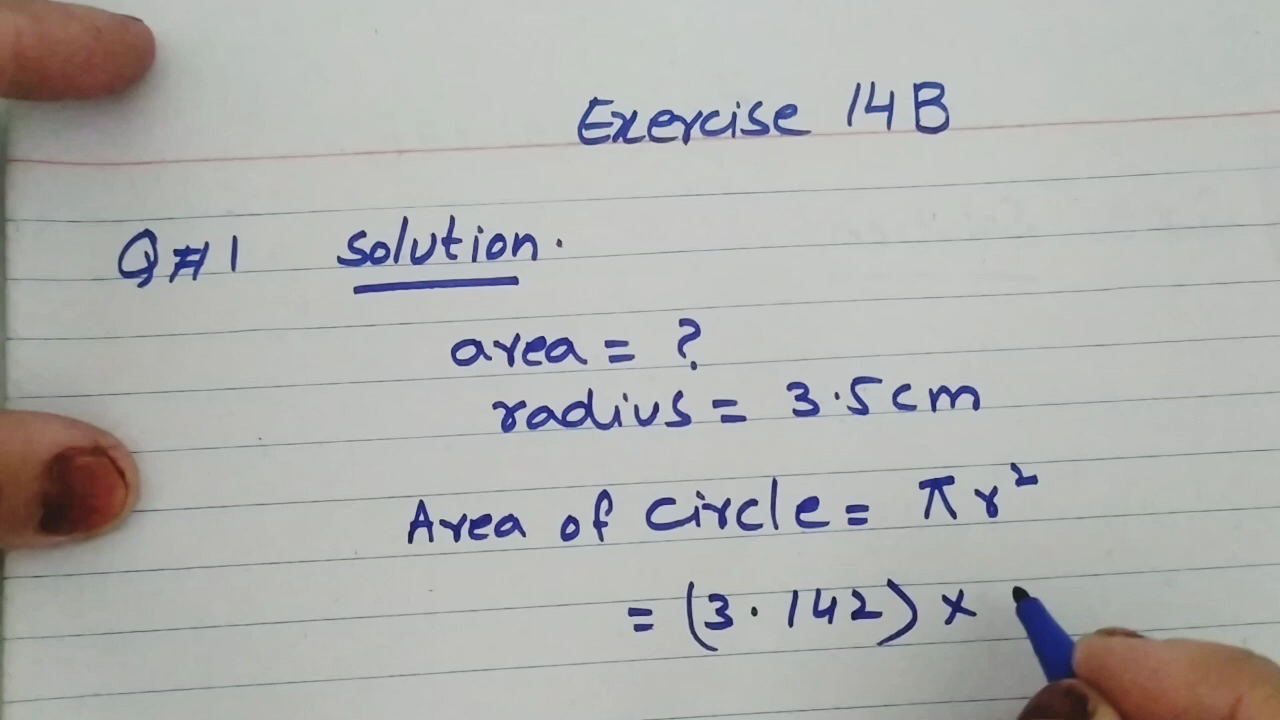 Exercise 14B
Q#1 Solution.
area = ?
radius = 3.5cm
Area of circle = πr²
= (3.142) ×